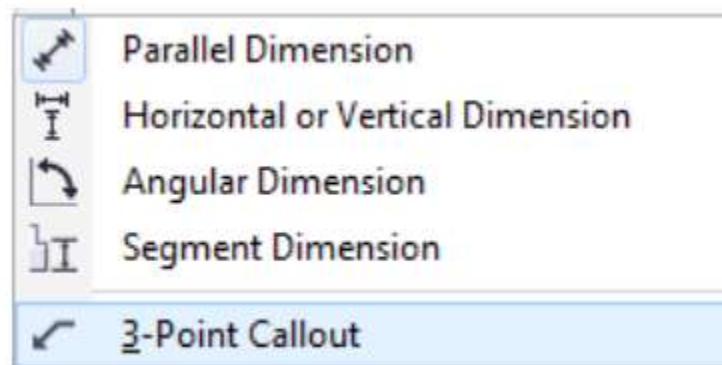 Parallel Dimension
Horizontal or Vertical Dimension
Angular Dimension
Segment Dimension
3-Point Callout